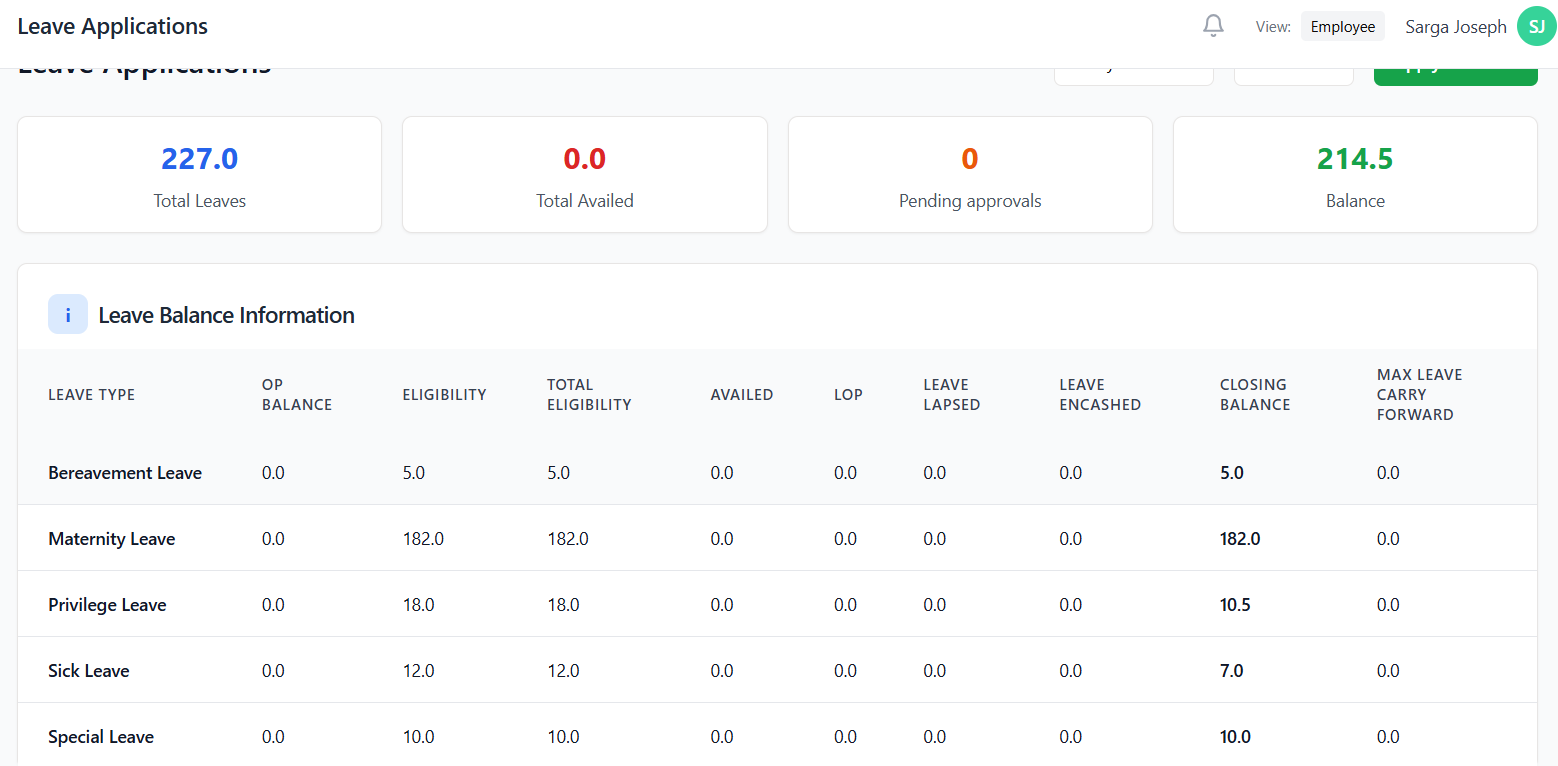 Leave Applications
View: Employee Sarga Joseph SJ
Leave Applications
227.0 0.0 0 214.5
Total Leaves Total Availed Pending approvals Balance
i Leave Balance Information
LEAVE TYPE OP BALANCE ELIGIBILITY TOTAL ELIGIBILITY AVAILED LOP LEAVE LAPSED LEAVE ENCASHED CLOSING BALANCE MAX LEAVE CARRY FORWARD
Bereavement Leave 0.0 5.0 5.0 0.0 0.0 0.0 0.0 5.0 0.0
Maternity Leave 0.0 182.0 182.0 0.0 0.0 0.0 0.0 182.0 0.0
Privilege Leave 0.0 18.0 18.0 0.0 0.0 0.0 0.0 10.5 0.0
Sick Leave 0.0 12.0 12.0 0.0 0.0 0.0 0.0 7.0 0.0
Special Leave 0.0 10.0 10.0 0.0 0.0 0.0 0.0 10.0 0.0